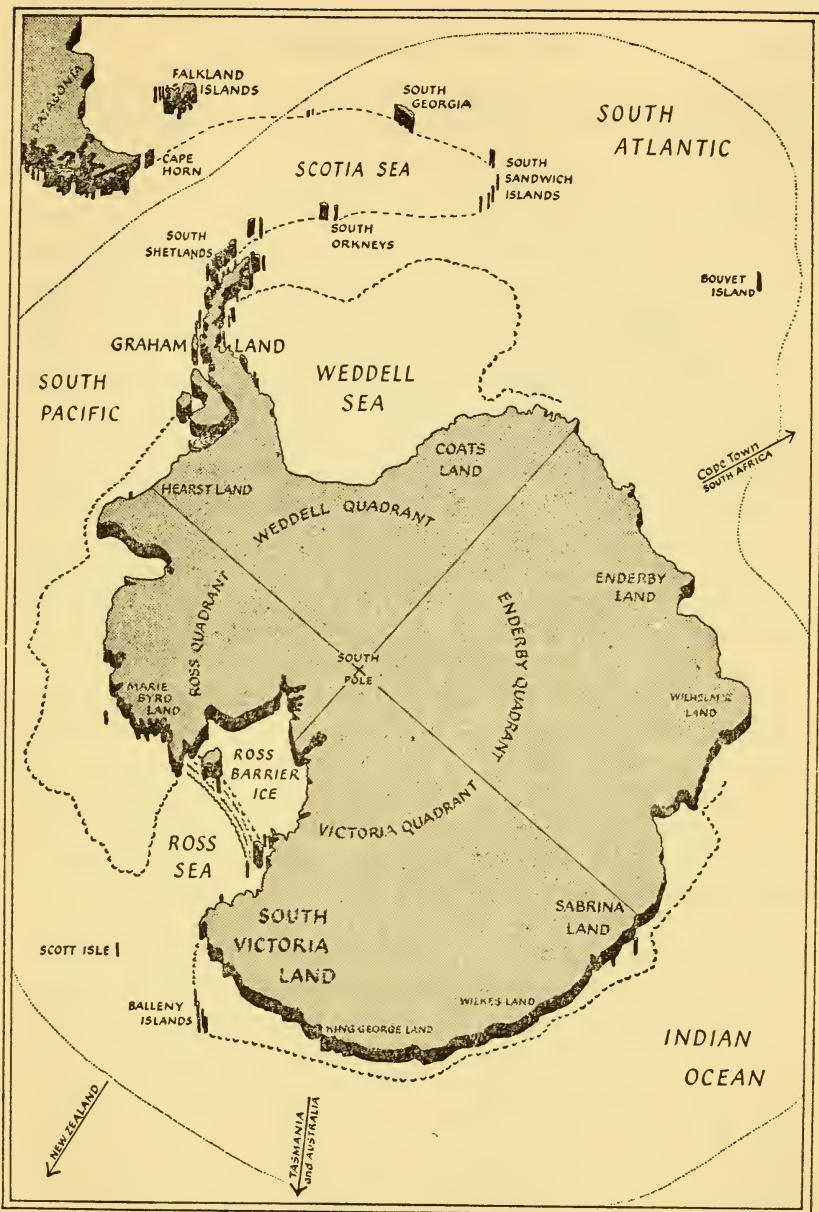 PATAGONIA
FALKLAND
ISLANDS
SOUTH
GEORGIA
SOUTH
ATLANTIC
CAPE
HORN
SCOTIA SEA
SOUTH
SANDWICH
ISLANDS
SOUTH
SHETLANDS
SOUTH
ORKNEYS
BOUVET
ISLAND
GRAHAM LAND
SOUTH
PACIFIC
WEDDELL
SEA
COATS
LAND
Cape Town
SOUTH AFRICA
HEARST LAND
WEDDELL QUADRANT
ROSS QUADRANT
ENDERBY QUADRANT
ENDERBY
LAND
SOUTH
POLE
MARIE
BYRD
LAND
WILHELM II
LAND
ROSS
BARRIER
ICE
VICTORIA QUADRANT
ROSS
SEA
SOUTH
VICTORIA
LAND
SABRINA
LAND
SCOTT ISLE
BALLENY
ISLANDS
KING GEORGE LAND
WILKES LAND
INDIAN
OCEAN
NEW ZEALAND
TASMANIA
and AUSTRALIA